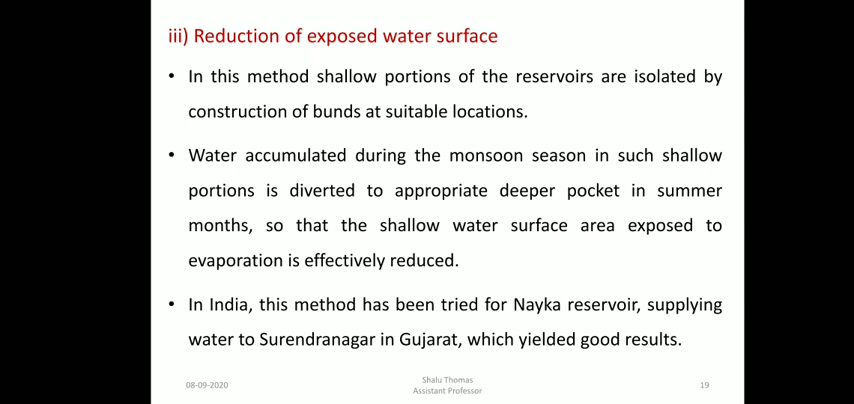 iii) Reduction of exposed water surface
• In this method shallow portions of the reservoirs are isolated by
construction of bunds at suitable locations.
• Water accumulated during the monsoon season in such shallow
portions is diverted to appropriate deeper pocket in summer
months, so that the shallow water surface area exposed to
evaporation is effectively reduced.
• In India, this method has been tried for Nayka reservoir, supplying
water to Surendranagar in Gujarat, which yielded good results.
08-09-2020
Shalu Thomas
Assistant Professor
19